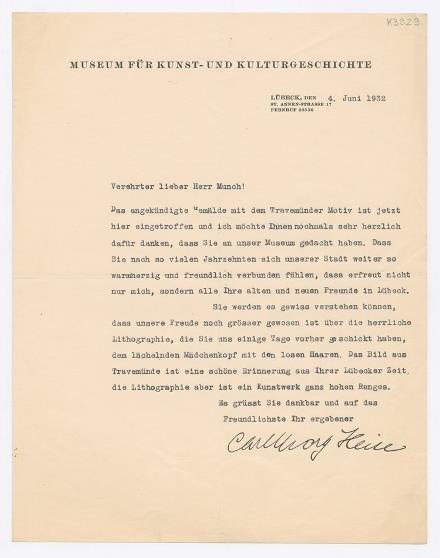 K3929.
MUSEUM FÜR KUNST- UND KULTURGESCHICHTE
LÜBECK, DEN 4. Juni 1932
ST. ANNEN-STRASSE 17
FERNRUF 29536
Verehrter lieber Herr Munch!
Das angekündigte Gemälde mit dem Travemünder Motiv ist jetzt
hier eingetroffen und ich möchte Ihnen nochmals sehr herzlich
dafür danken, dass Sie an unser Museum gedacht haben. Dass
Sie nach so vielen Jahrzehnten sich unserer Stadt weiter so
warmherzig und freundlich verbunden fühlen, dass erfreut nicht
nur mich, sondern alle Ihre alten und neuen Freunde in Lübeck.
Sie werden es gewiss verstehen können,
dass unsere Freude noch grösser gewesen ist über die herrliche
Lithographie, die Sie uns einige Tage vorher geschickt haben,
dem lächelnden Mädchenkopf mit den losen Haaren. Das Bild aus
Travemünde ist eine schöne Erinnerung aus Ihrer Lübecker Zeit,
die Lithographie aber ist ein Kunstwerk ganz hohen Ranges.
Es grüsst Sie dankbar und auf das
Freundlichste Ihr ergebener
Carl Georg Heise